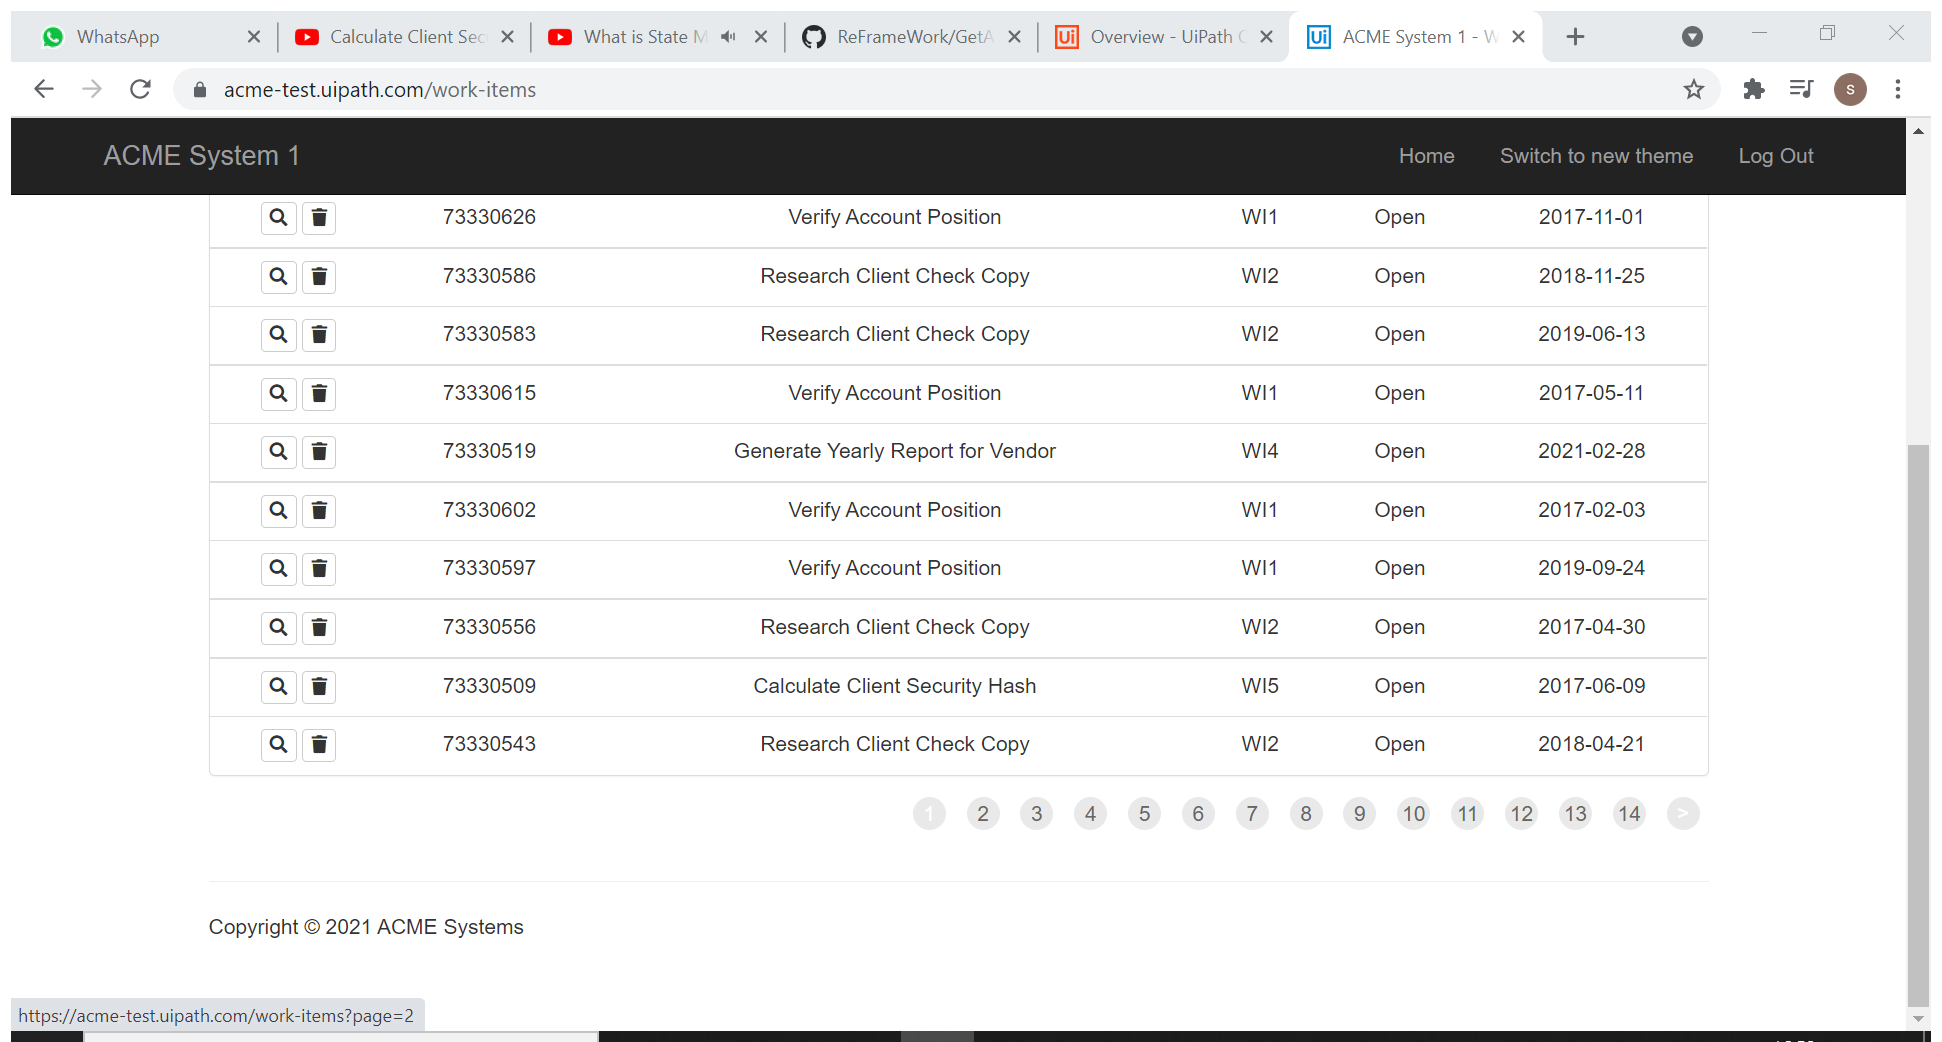 WhatsApp Calculate Client Sec What is State M ReFrameWork/GetA Overview - UiPath ACME System 1 - W
acme-test.uipath.com/work-items S
ACME System 1 Home Switch to new theme Log Out
73330626 Verify Account Position WI1 Open 2017-11-01
73330586 Research Client Check Copy WI2 Open 2018-11-25
73330583 Research Client Check Copy WI2 Open 2019-06-13
73330615 Verify Account Position WI1 Open 2017-05-11
73330519 Generate Yearly Report for Vendor WI4 Open 2021-02-28
73330602 Verify Account Position WI1 Open 2017-02-03
73330597 Verify Account Position WI1 Open 2019-09-24
73330556 Research Client Check Copy WI2 Open 2017-04-30
73330509 Calculate Client Security Hash WI5 Open 2017-06-09
73330543 Research Client Check Copy WI2 Open 2018-04-21
1 2 3 4 5 6 7 8 9 10 11 12 13 14 >
Copyright © 2021 ACME Systems
https://acme-test.uipath.com/work-items?page=2